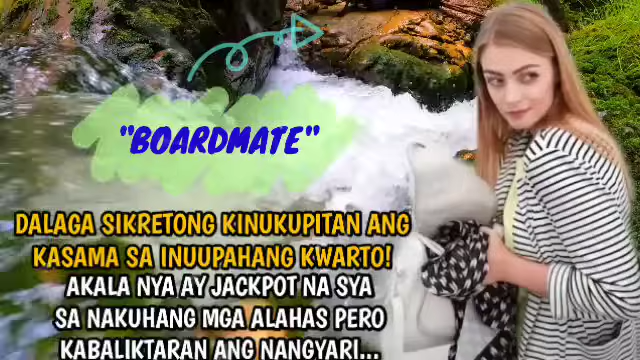 "BOARDMATE"
DALAGA SIKRETONG KINUKUPITAN ANG
KASAMA SA INUUPAHANG KWARTO!
AKALA NYA AY JACKPOT NA SYA
SA NAKUHANG MGA ALAHAS PERO
KABALIKTARAN ANG NANGYARI...